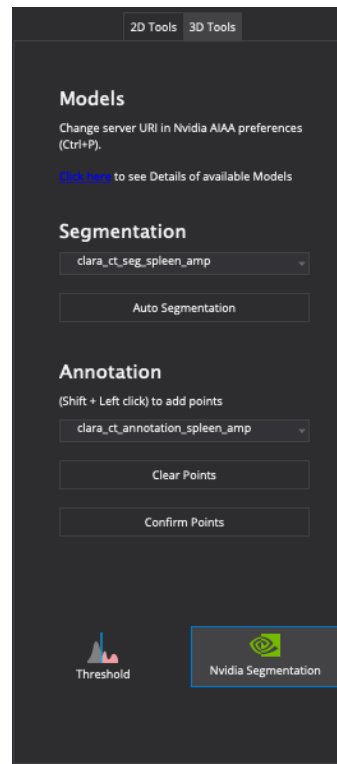 2D Tools 3D Tools
Models
Change server URI in Nvidia AIAA preferences
(Ctrl+P).
Click here to see Details of available Models
Segmentation
clara_ct_seg_spleen_amp
Auto Segmentation
Annotation
(Shift + Left click) to add points
clara_ct_annotation_spleen_amp
Clear Points
Confirm Points
Threshold
Nvidia Segmentation